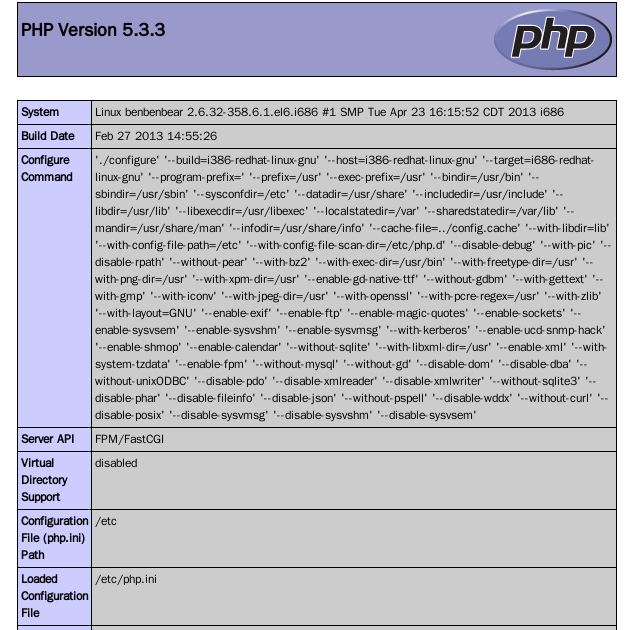 PHP Version 5.3.3
php
System Linux benbenbear 2.6.32-358.6.1.el6.i686 #1 SMP Tue Apr 23 16:15:52 CDT 2013 i686
Build Date Feb 27 2013 14:55:26
Configure Command
'./configure' '--build=i386-redhat-linux-gnu' '--host=i386-redhat-linux-gnu' '--target=i686-redhat-
linux-gnu' '--program-prefix=' '--prefix=/usr' '--exec-prefix=/usr' '--bindir=/usr/bin' '--
sbindir=/usr/sbin' '--sysconfdir=/etc' '--datadir=/usr/share' '--includedir=/usr/include' '--
libdir=/usr/lib' '--libexecdir=/usr/libexec' '--localstatedir=/var' '--sharedstatedir=/var/lib' '--
mandir=/usr/share/man' '--infodir=/usr/share/info' '--cache-file=../config.cache' '--with-libdir=lib'
'--with-config-file-path=/etc' '--with-config-file-scan-dir=/etc/php.d' '--disable-debug' '--with-pic' '--
disable-rpath' '--without-pear' '--with-bz2' '--with-exec-dir=/usr/bin' '--with-freetype-dir=/usr' '--
with-png-dir=/usr' '--with-xpm-dir=/usr' '--enable-gd-native-ttf' '--without-gdbm' '--with-gettext' '--
with-gmp' '--with-iconv' '--with-jpeg-dir=/usr' '--with-openssl' '--with-pcre-regex=/usr' '--with-zlib'
'--with-layout=GNU' '--enable-exif' '--enable-ftp' '--enable-magic-quotes' '--enable-sockets' '--
enable-sysvsem' '--enable-sysvshm' '--enable-sysvmsg' '--with-kerberos' '--enable-ucd-snmp-hack'
'--enable-shmop' '--enable-calendar' '--without-sqlite' '--with-libxml-dir=/usr' '--enable-xml' '--with-
system-tzdata' '--enable-fpm' '--without-mysql' '--without-gd' '--disable-dom' '--disable-dba' '--
without-unixODBC' '--disable-pdo' '--disable-xmlreader' '--disable-xmlwriter' '--without-sqlite3' '--
disable-phar' '--disable-fileinfo' '--disable-json' '--without-pspell' '--disable-wddx' '--without-curl' '--
disable-posix' '--disable-sysvmsg' '--disable-sysvshm' '--disable-sysvsem'
Server API FPM/FastCGI
Virtual disabled
Directory
Support
Configuration /etc
File (php.ini)
Path
Loaded /etc/php.ini
Configuration
File